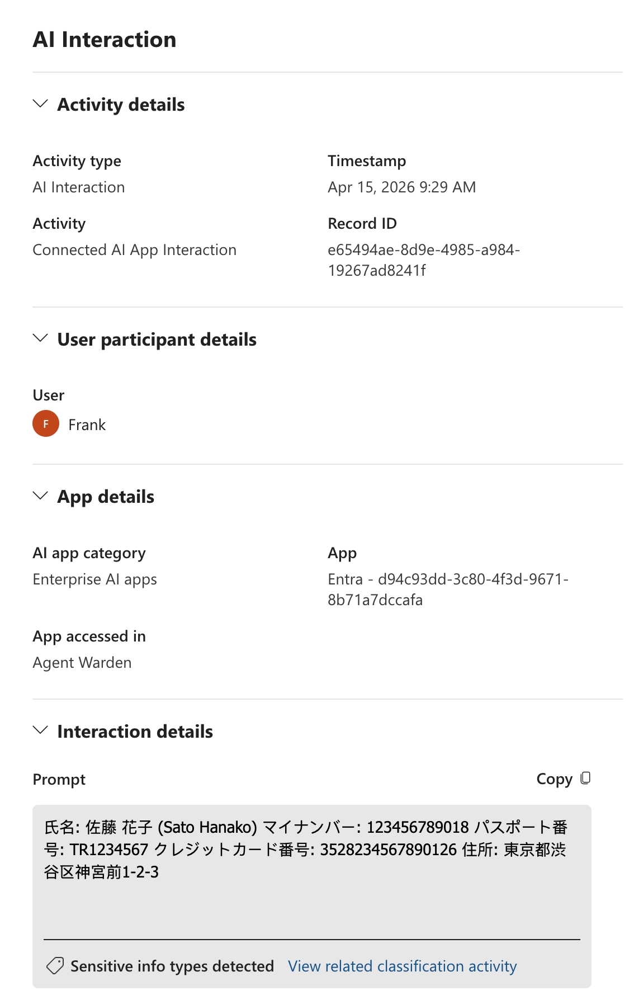 AI Interaction
Activity details
Activity type
Timestamp
AI Interaction
Apr 15, 2026 9:29 AM
Activity
Record ID
Connected AI App Interaction
e65494ae-8d9e-4985-a984-
19267ad8241f
User participant details
User
F
Frank
App details
AI app category
App
Enterprise AI apps
Entra - d94c93dd-3c80-4f3d-9671-
8b71a7dccafa
App accessed in
Agent Warden
Interaction details
Prompt
Copy
氏名: 佐藤 花子 (Sato Hanako) マイナンバー: 123456789018 パスポート番
号: TR1234567 クレジットカード番号: 3528234567890126 住所: 東京都渋
谷区神宮前1-2-3
Sensitive info types detected
View related classification activity